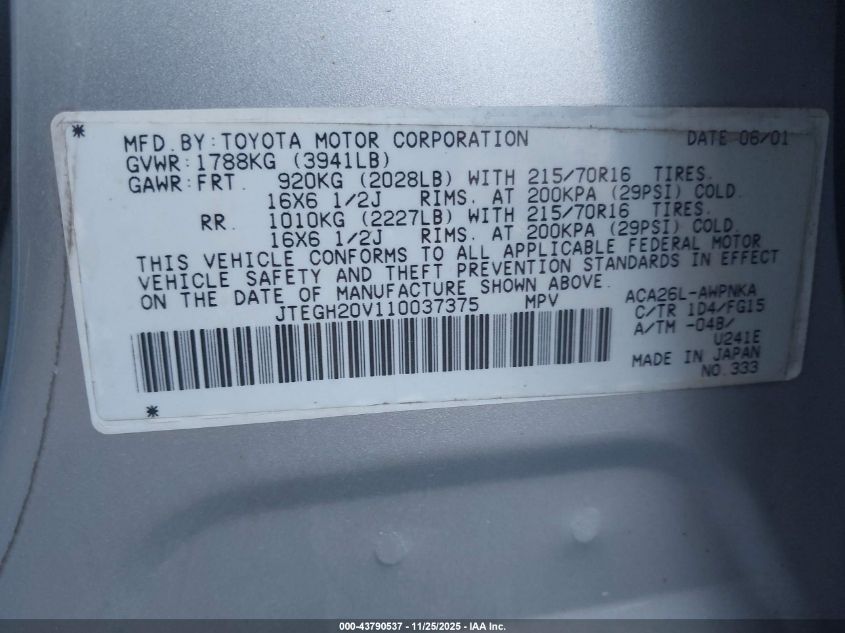 * MFD.BY:TOYOTA MOTOR CORPORATION DATE 06/01
GVWR:1788KG (3941LB)
GAWR:FRT. 920KG (2028LB) WITH 215/70R16 TIRES.
16X6 1/2J RIMS. AT 200KPA (29PSI) COLD.
RR. 1010KG (2227LB) WITH 215/70R16 TIRES.
16X6 1/2J RIMS. AT 200KPA (29PSI) COLD.
THIS VEHICLE CONFORMS TO ALL APPLICABLE FEDERAL MOTOR
VEHICLE SAFETY AND THEFT PREVENTION STANDARDS IN EFFECT
ON THE DATE OF MANUFACTURE SHOWN ABOVE.
JTEGH20V110037375 MPV ACA26L-AWPNKA
C/TR 1D4/FG15
A/TM -04B/
U241E
MADE IN JAPAN
* NO.333
000-43790537 - 11/25/2025 - IAA Inc.